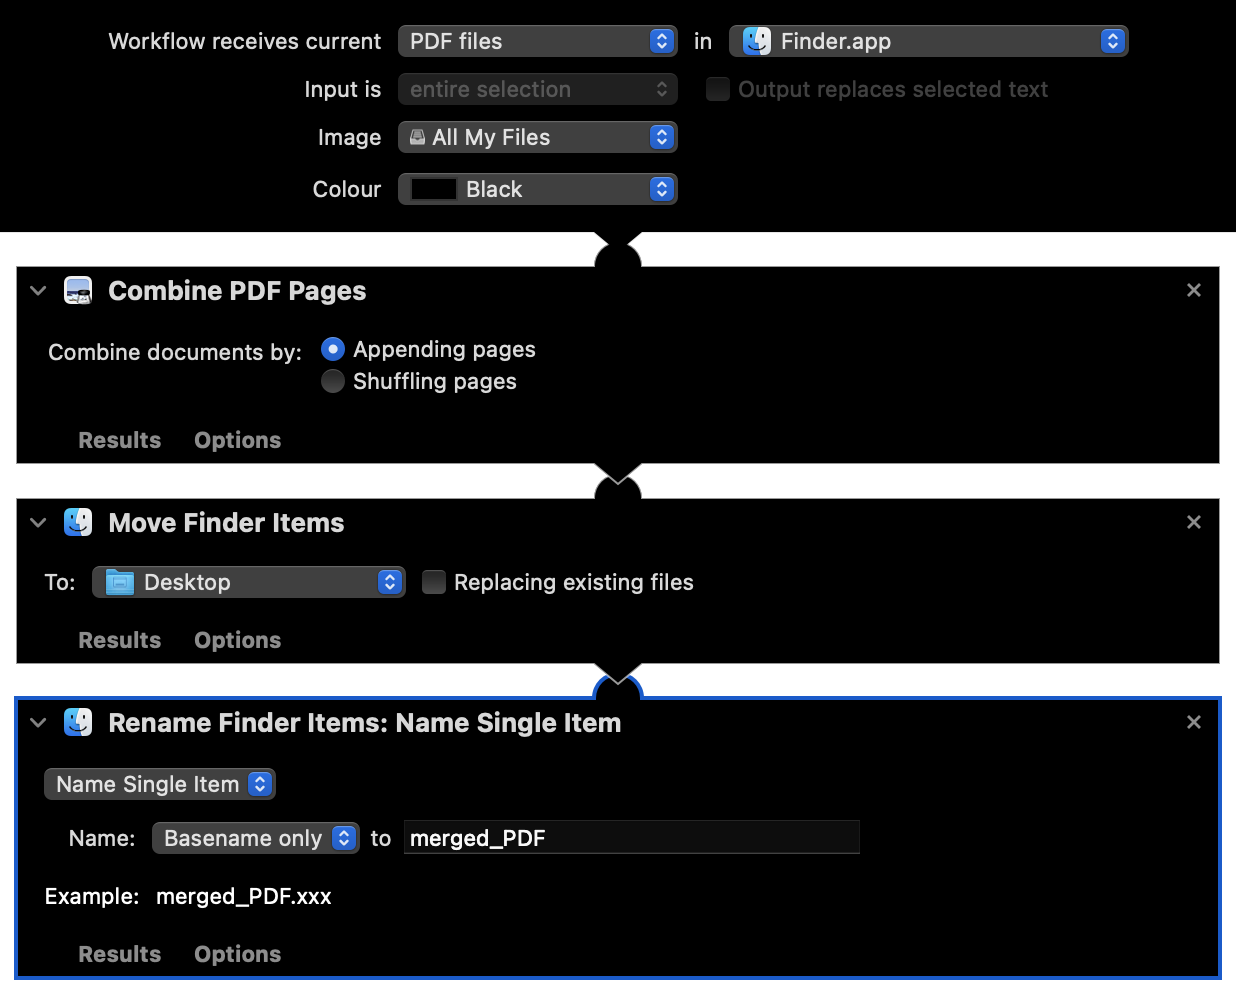 Workflow receives current PDF files in Finder.app
Input is entire selection Output replaces selected text
Image All My Files
Colour Black
Combine PDF Pages
Combine documents by: Appending pages
Shuffling pages
Results Options
Move Finder Items
To: Desktop Replacing existing files
Results Options
Rename Finder Items: Name Single Item
Name Single Item
Name: Basename only to merged_PDF
Example: merged_PDF.xxx
Results Options